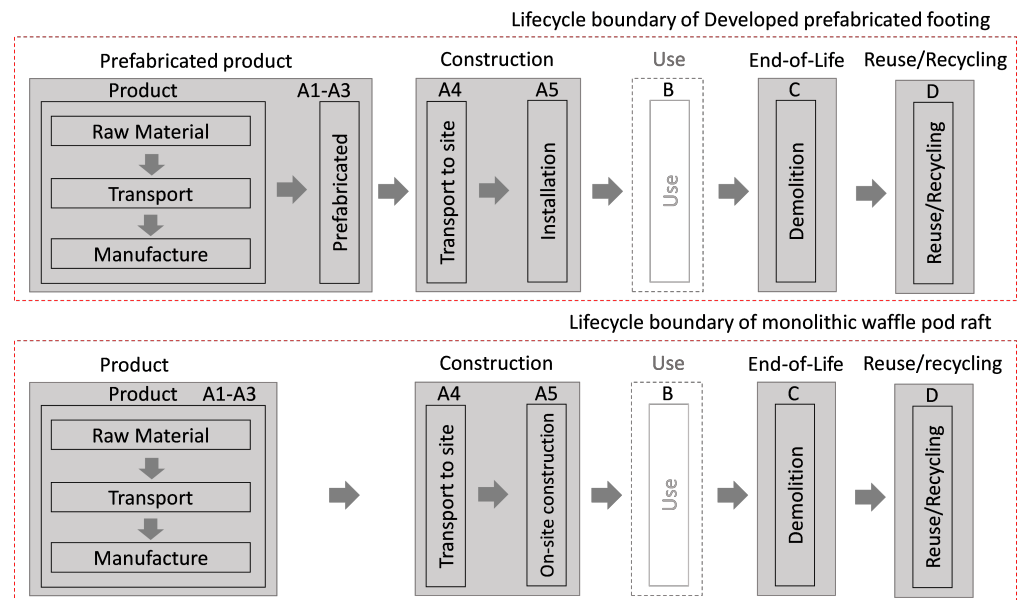 Lifecycle boundary of Developed prefabricated footing
Prefabricated product
Construction
Use
End-of-Life
Reuse/Recycling
Product
A1-A3
A4
A5
B
C
D
Raw Material
Transport
Manufacture
Prefabricated
Transport to site
Installation
Use
Demolition
Reuse/Recycling
Lifecycle boundary of monolithic waffle pod raft
Product
Construction
Use
End-of-Life
Reuse/recycling
Product
A1-A3
A4
A5
B
C
D
Raw Material
Transport
Manufacture
Transport to site
On-site construction
Use
Demolition
Reuse/Recycling